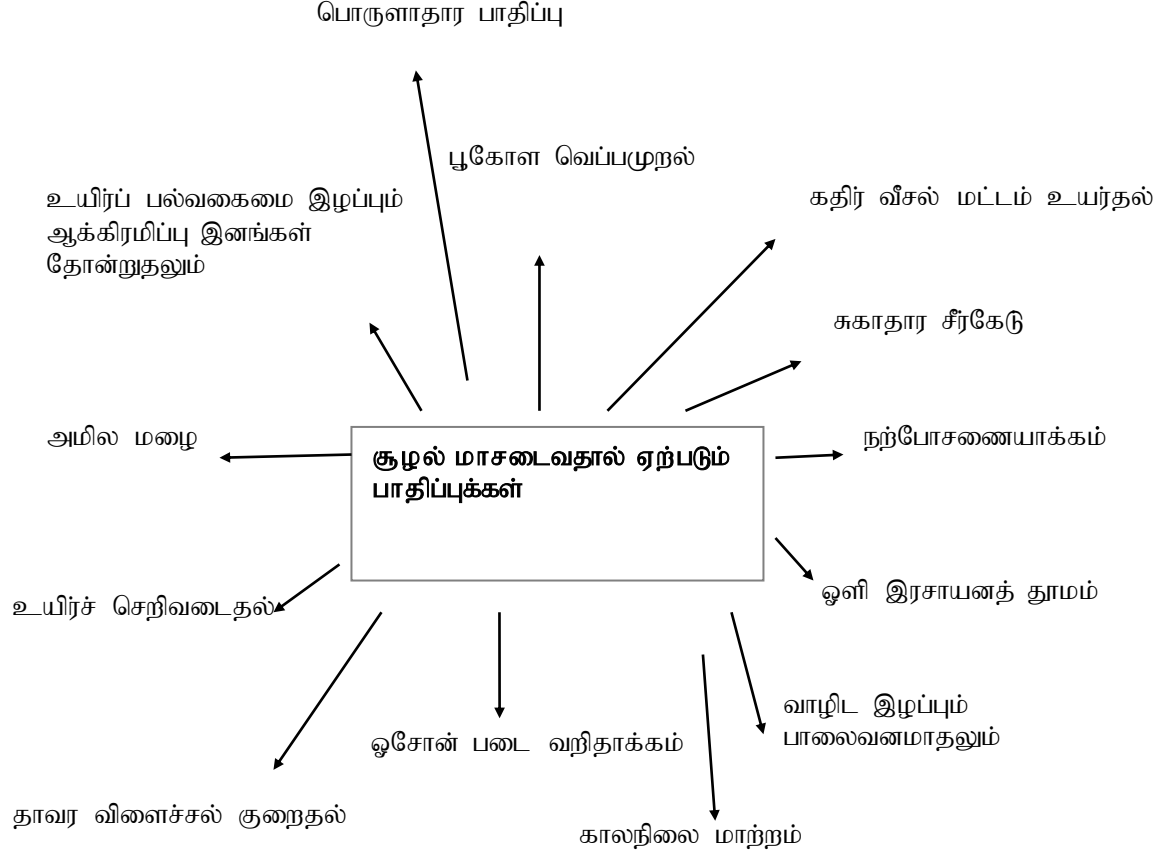 பொருளாதார பாதிப்பு
பூகோள வெப்பமுறல்
உயிர்ப் பல்வகைமை இழப்பும்
ஆக்கிரமிப்பு இனங்கள்
தோன்றுதலும்
கதிர் வீசல் மட்டம் உயர்தல்
சுகாதார சீர்கேடு
அமில மழை
நற்போசணையாக்கம்
சூழல் மாசடைவதால் ஏற்படும்
பாதிப்புக்கள்
உயிர்ச் செறிவடைதல்
ஓளி இரசாயனத் தூமம்
வாழிட இழப்பும்
பாலைவனமாதலும்
ஓசோன் படை வறிதாக்கம்
தாவர விளைச்சல் குறைதல்
காலநிலை மாற்றம்